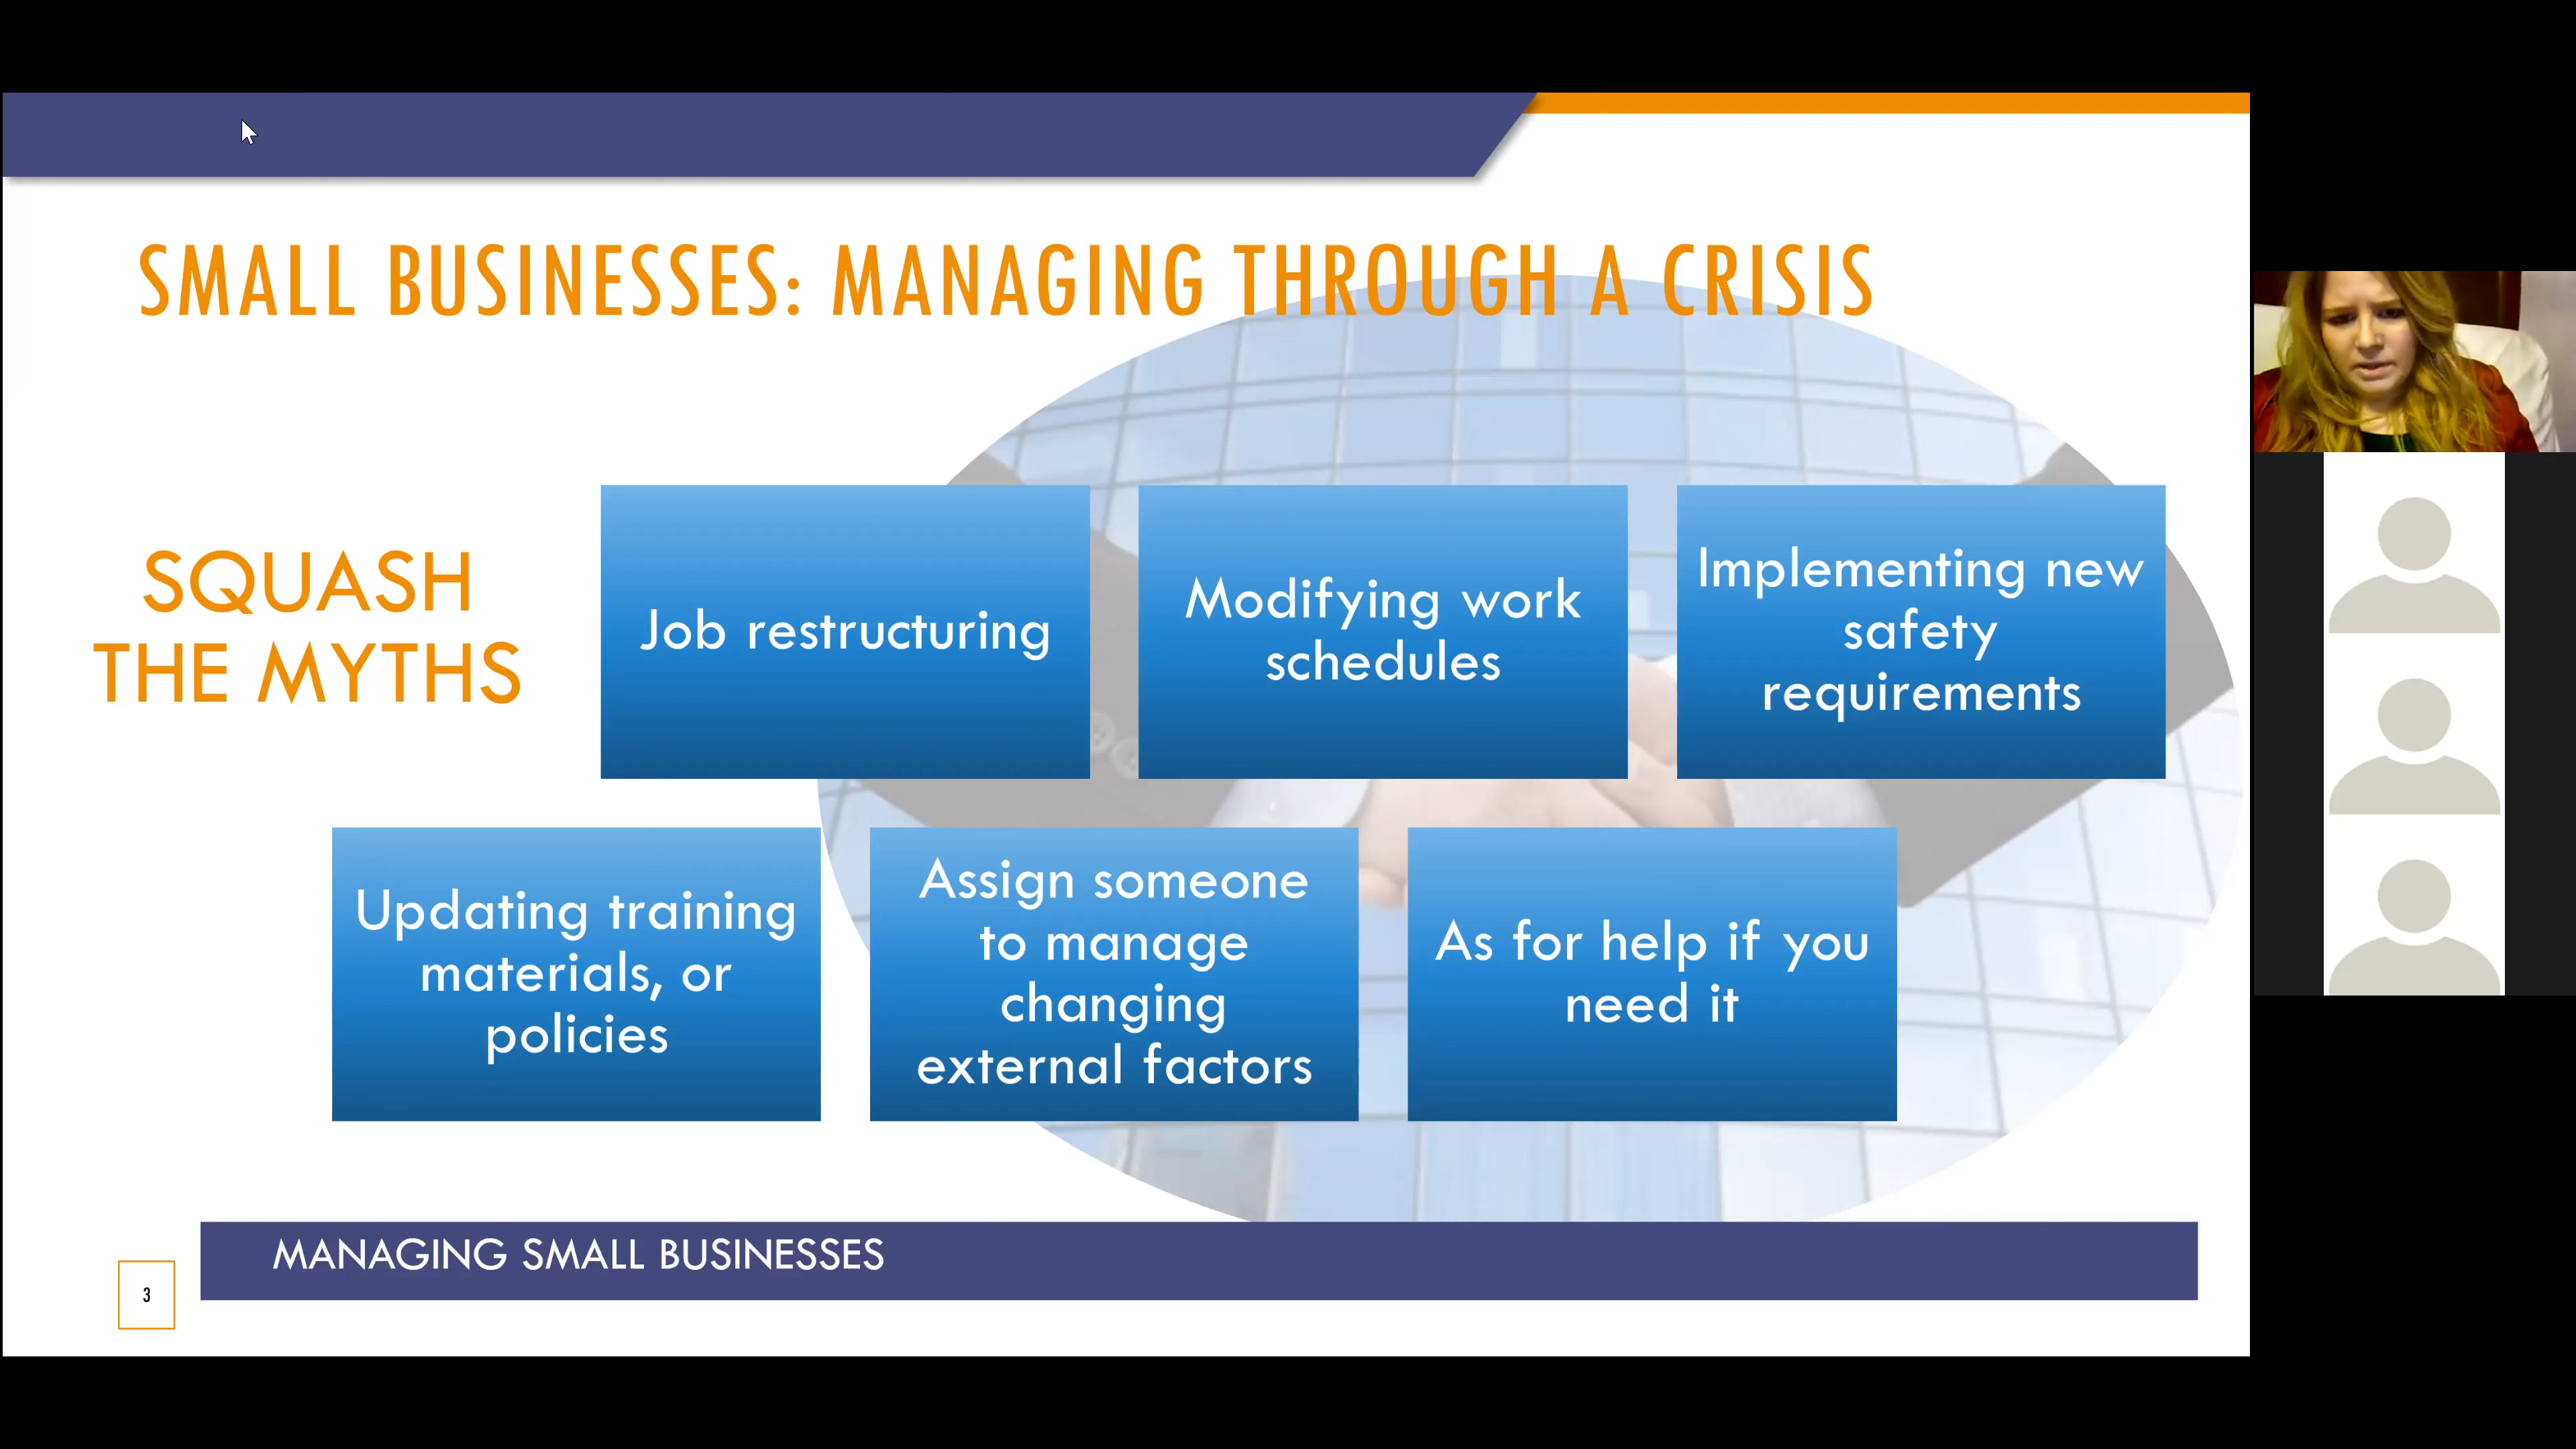 SMALL BUSINESSES: MANAGING THROUGH A CRISIS
SQUASH
THE MYTHS
Job restructuring
Modifying work
schedules
Implementing new
safety
requirements
Updating training
materials, or
policies
Assign someone
to manage
changing
external factors
As for help if you
need it
MANAGING SMALL BUSINESSES
3